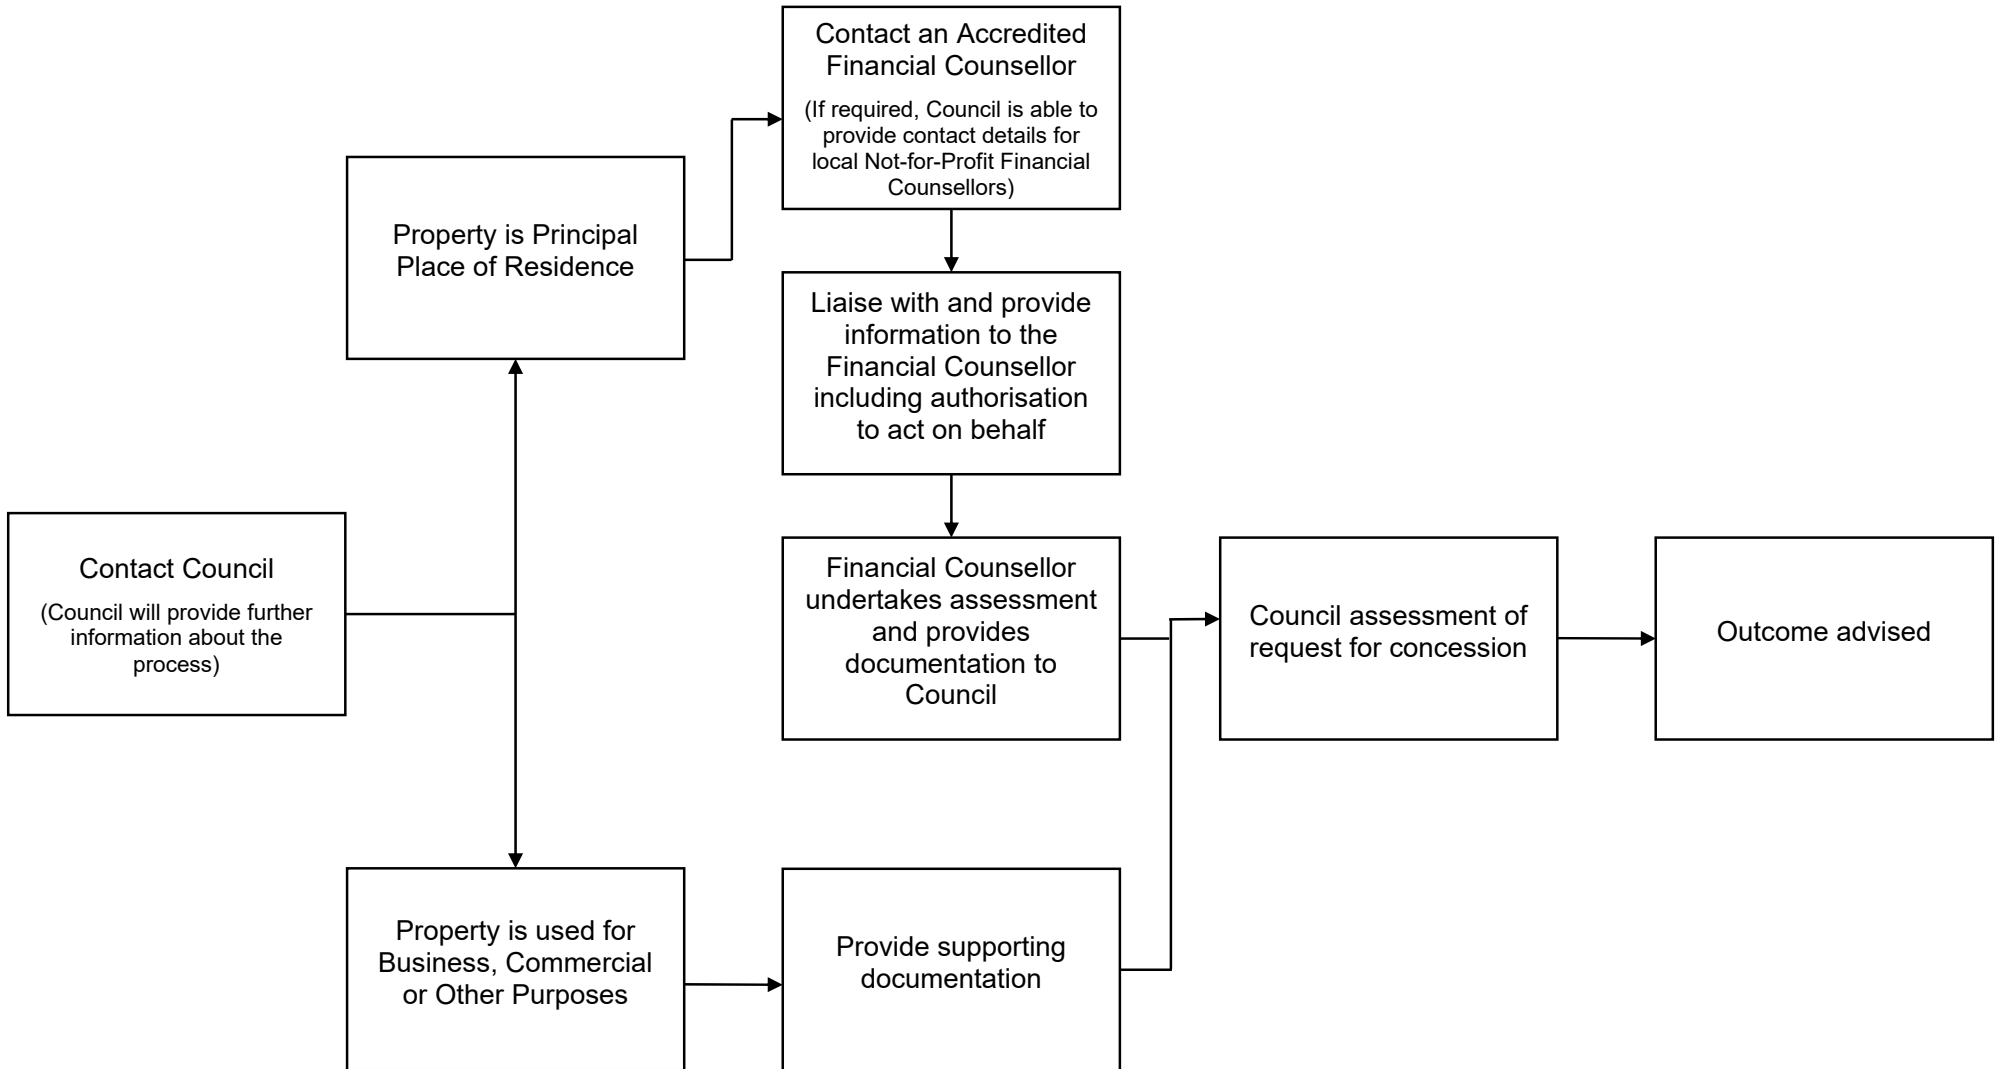 Contact Council
(Council will provide further
information about the
process)
Property is Principal
Place of Residence
Contact an Accredited
Financial Counsellor
(If required, Council is able to
provide contact details for
local Not-for-Profit Financial
Counsellors)
Liaise with and provide
information to the
Financial Counsellor
including authorisation
to act on behalf
Financial Counsellor
undertakes assessment
and provides
documentation to
Council
Property is used for
Business, Commercial
or Other Purposes
Provide supporting
documentation
Council assessment of
request for concession
Outcome advised